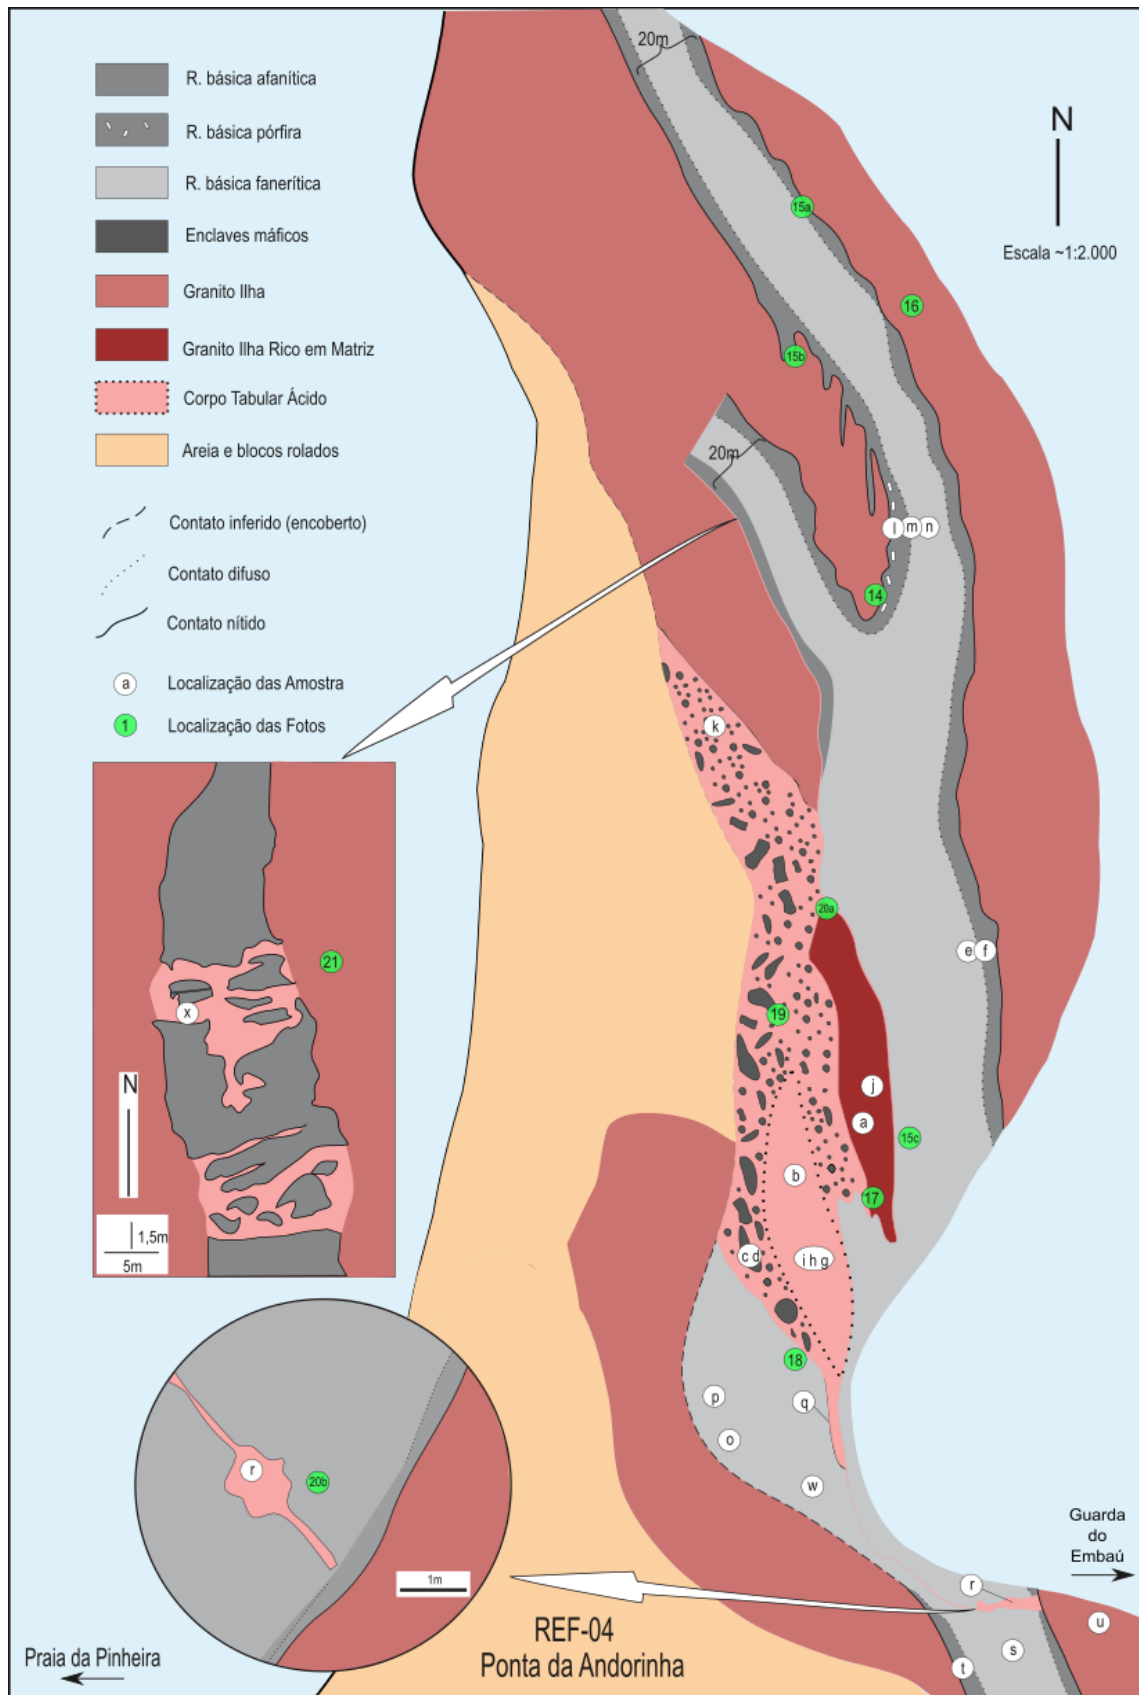 R. básica afanítica
R. básica pórfira
R. básica fanerítica
Enclaves máficos
Granito Ilha
Granito Ilha Rico em Matriz
Corpo Tabular Ácido
Areia e blocos rolados
Contato inferido (encoberto)
Contato difuso
Contato nítido
a Localização das Amostra
1 Localização das Fotos
20m
N
Escala ~1:2.000
15a
16
15b
20m
l m n
14
k
20a
e f
19
j
a
15c
b
17
c d
i h g
18
p
q
o
w
r
u
s
t
21
x
N
1,5m
5m
r
20b
1m
Guarda
do
Embaú
REF-04
Ponta da Andorinha
Praia da Pinheira